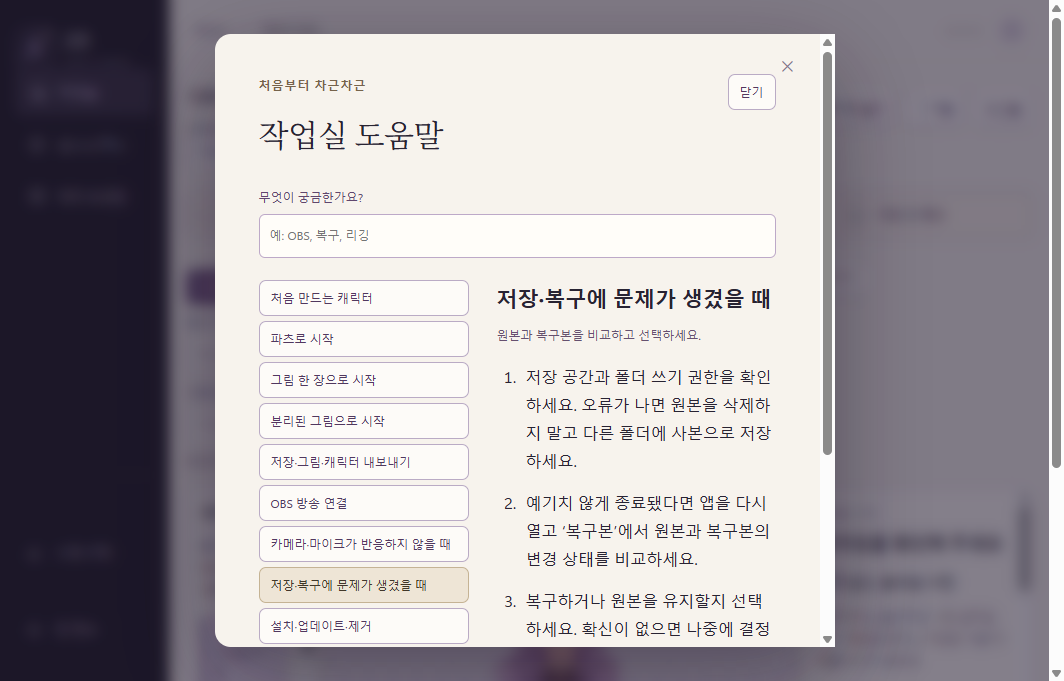 처음부터 차근차근
닫기
작업실 도움말
무엇이 궁금한가요?
예: OBS, 복구, 리깅
처음 만드는 캐릭터
파츠로 시작
그림 한 장으로 시작
분리된 그림으로 시작
저장·그림·캐릭터 내보내기
OBS 방송 연결
카메라·마이크가 반응하지 않을 때
저장·복구에 문제가 생겼을 때
설치·업데이트·제거
저장·복구에 문제가 생겼을 때
원본과 복구본을 비교하고 선택하세요.
1. 저장 공간과 폴더 쓰기 권한을 확인
하세요. 오류가 나면 원본을 삭제하
지 말고 다른 폴더에 사본으로 저장
하세요.
2. 예기치 않게 종료됐다면 앱을 다시
열고 ‘복구본’에서 원본과 복구본의
변경 상태를 비교하세요.
3. 복구하거나 원본을 유지할지 선택
하세요. 확신이 없으면 나중에 결정